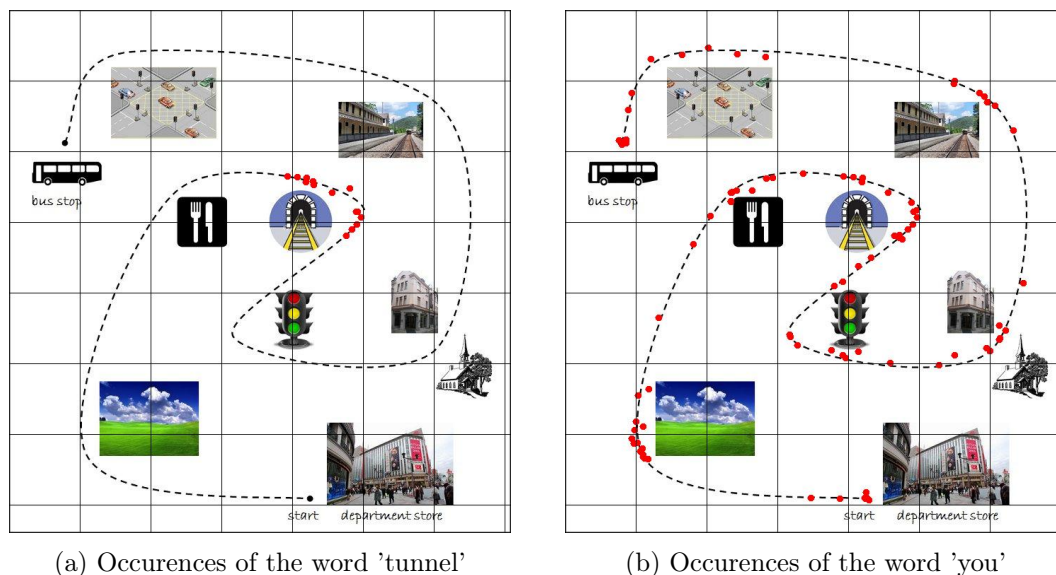 bus stop
start department store
bus stop
start department store
(a) Occurences of the word 'tunnel'
(b) Occurences of the word 'you'